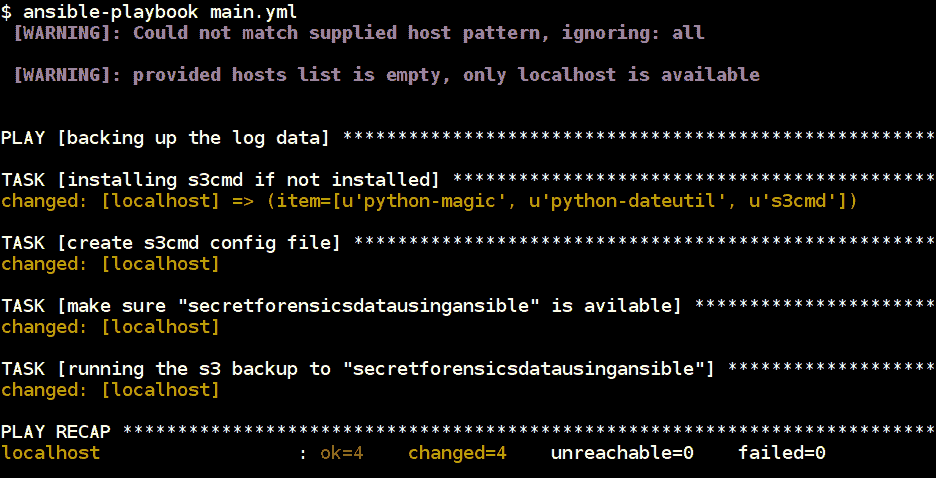 $ ansible-playbook main.yml
[WARNING]: Could not match supplied host pattern, ignoring: all
[WARNING]: provided hosts list is empty, only localhost is available
PLAY [backing up the log data] ******************************************************
TASK [installing s3cmd if not installed] ********************************************
changed: [localhost] => (item=[u'python-magic', u'python-dateutil', u's3cmd'])
TASK [create s3cmd config file] *****************************************************
changed: [localhost]
TASK [make sure "secretforensicsdatausingansible" is avilable] **********************
changed: [localhost]
TASK [running the s3 backup to "secretforensicsdatausingansible"] *******************
changed: [localhost]
PLAY RECAP **************************************************************************
localhost                  : ok=4    changed=4    unreachable=0    failed=0